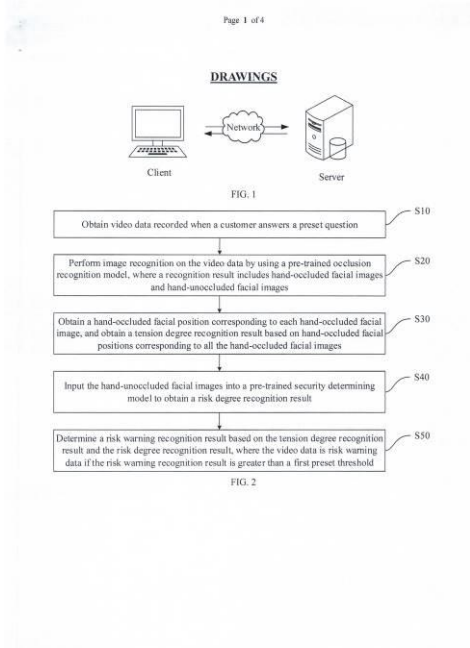 Page 1 of 4
DRAWINGS
Network
Client
Server
FIG. 1
Obtain video data recorded when a customer answers a preset question
S10
Perform image recognition on the video data by using a pre-trained occlusion
recognition model, where a recognition result includes hand-occluded facial images
and hand-unoccluded facial images
S20
Obtain a hand-occluded facial position corresponding to each hand-occluded facial
image, and obtain a tension degree recognition result based on hand-occluded facial
positions corresponding to all the hand-occluded facial images
S30
Input the hand-unoccluded facial images into a pre-trained security determining
model to obtain a risk degree recognition result
S40
Determine a risk warning recognition result based on the tension degree recognition
result and the risk degree recognition result, where the video data is risk warning
data if the risk warning recognition result is greater than a first preset threshold
S50
FIG. 2